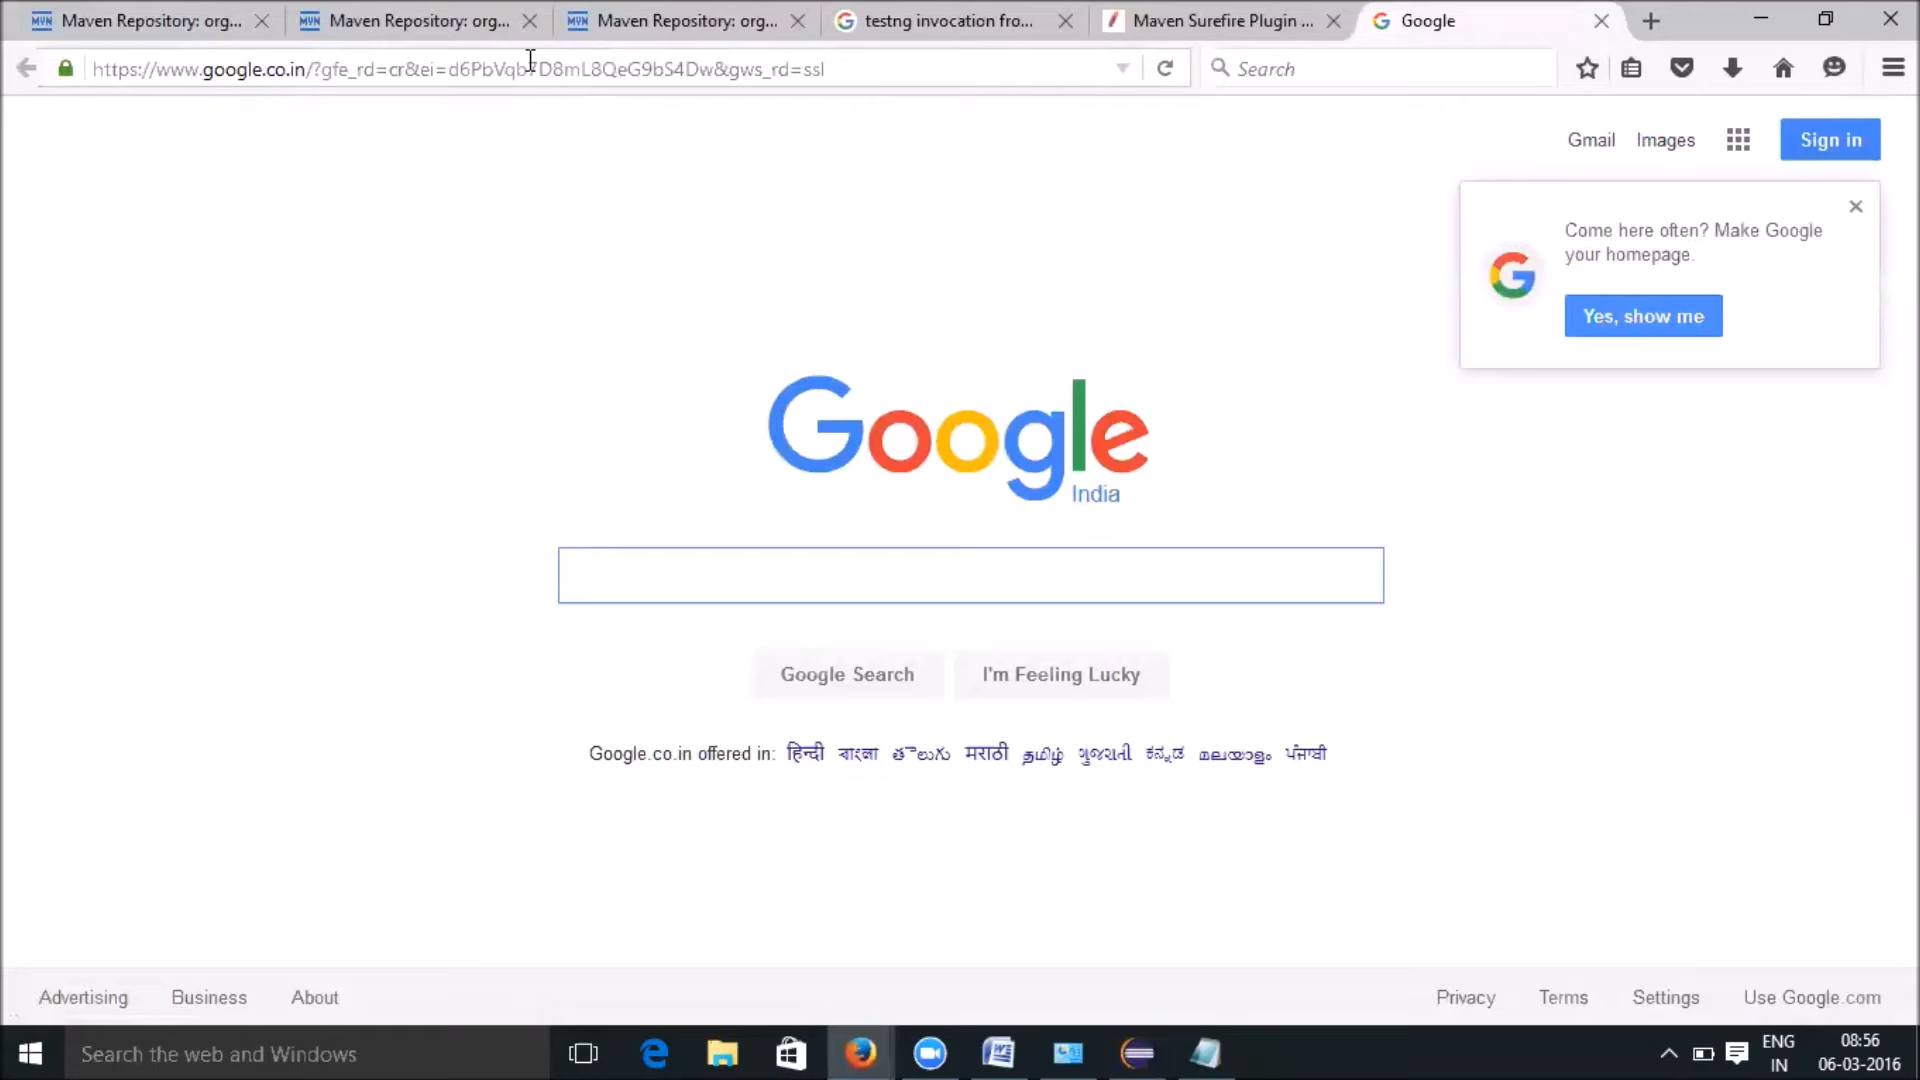 Maven Repository: org...
Maven Repository: org...
Maven Repository: org...
testng invocation fro...
Maven Surefire Plugin ...
Google
https://www.google.co.in/?gfe_rd=cr&ei=d6PbVqb7D8mL8QeG9bS4Dw&gws_rd=ssl
Search
Gmail Images Sign in
Come here often? Make Google
your homepage.
Yes, show me
Google
India
Google Search I'm Feeling Lucky
Google.co.in offered in: हिन्दी বাংলা తెలుగు मराठी தமிழ் ગુજરાતી ಕನ್ನಡ മലയാളം ਪੰਜਾਬੀ
Advertising Business About Privacy Terms Settings Use Google.com
Search the web and Windows
ENG
IN
08:56
06-03-2016